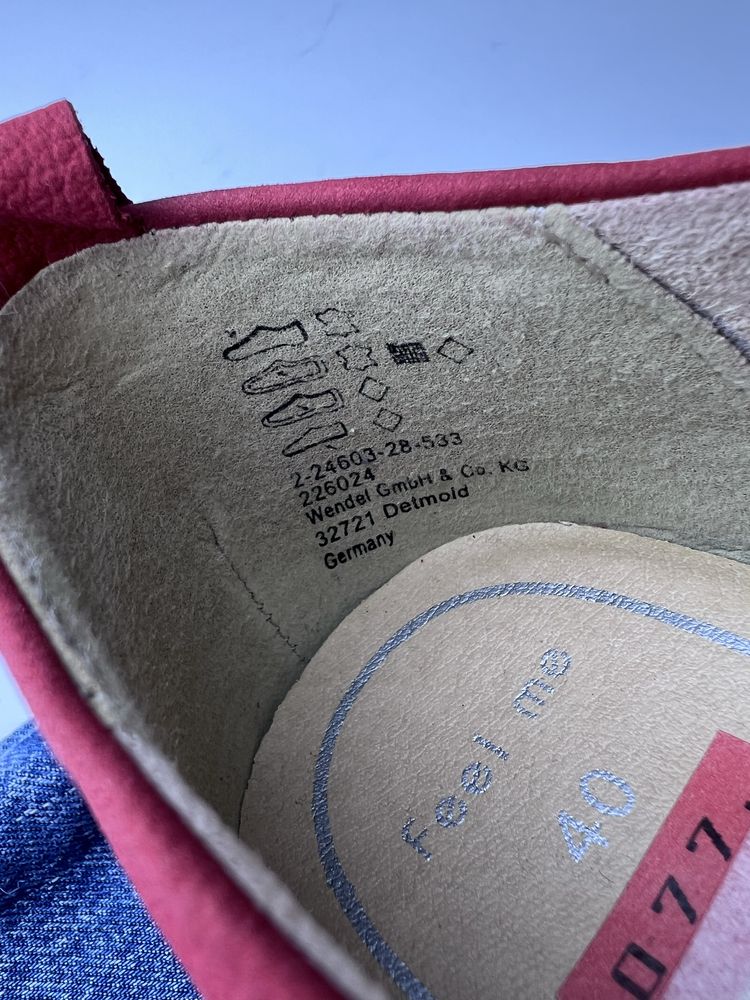 2-24603-28-533
226024
Wendel GmbH & Co. KG
32721 Detmold
Germany
Feel me
40
077